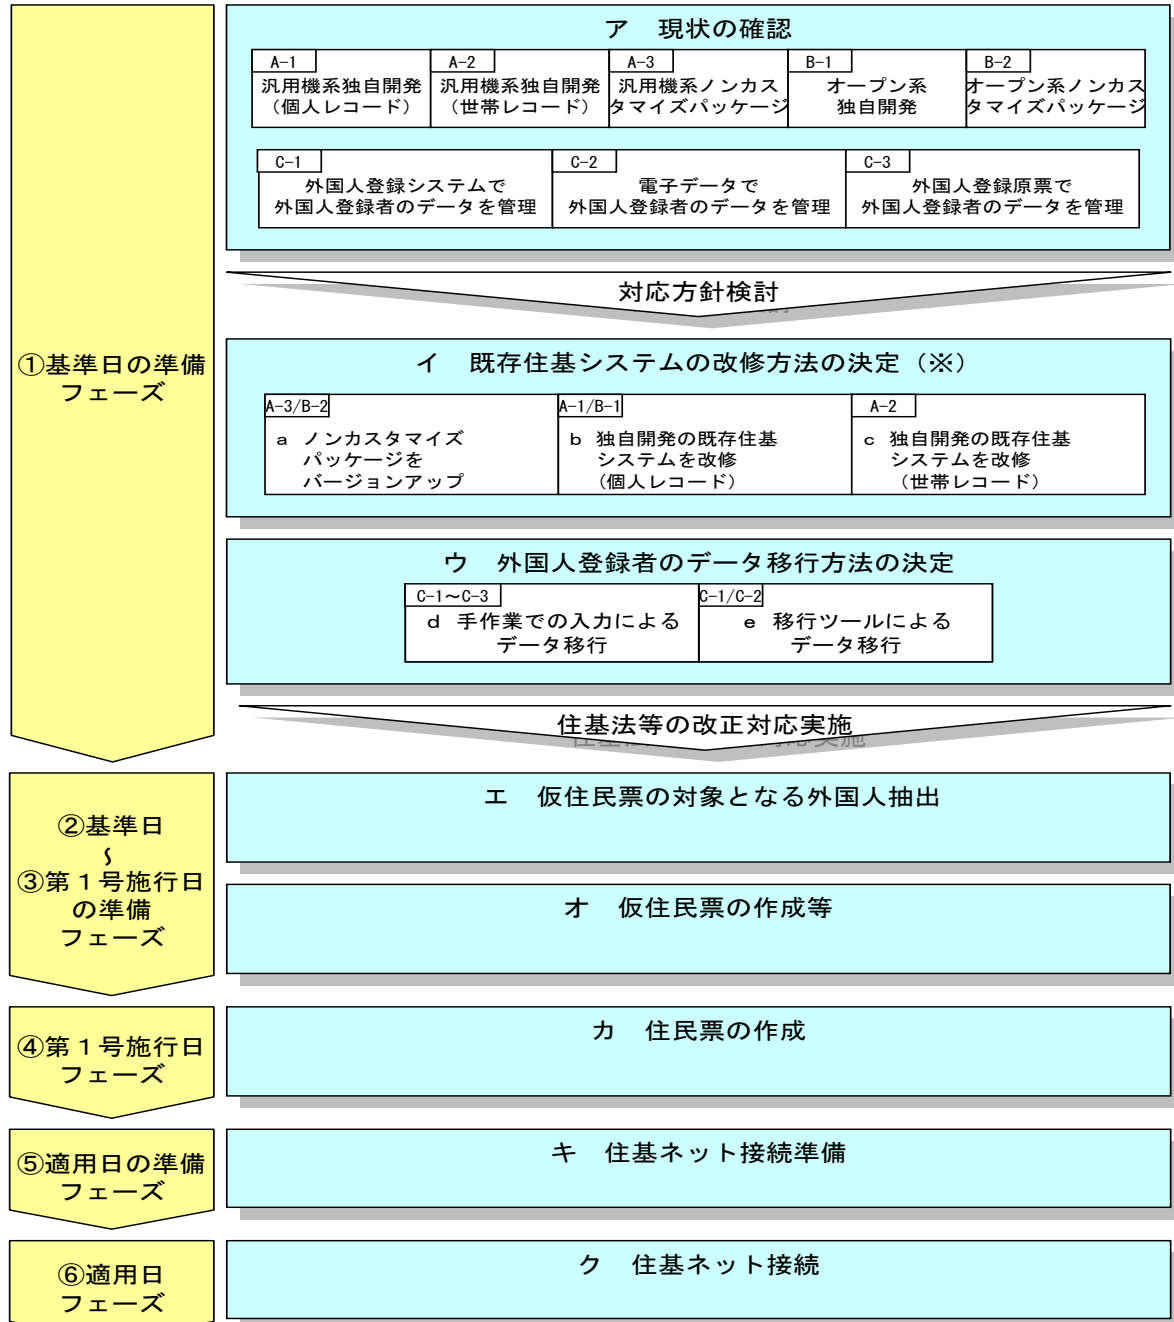 ①基準日の準備
フェーズ
ア 現状の確認
A-1
汎用機系独自開発
(個人レコード)
A-2
汎用機系独自開発
(世帯レコード)
A-3
汎用機系ノンカス
タマイズパッケージ
B-1
オープン系
独自開発
B-2
オープン系ノンカス
タマイズパッケージ
C-1
外国人登録システムで
外国人登録者のデータを管理
C-2
電子データで
外国人登録者のデータを管理
C-3
外国人登録原票で
外国人登録者のデータを管理
対応方針検討
イ 既存住基システムの改修方法の決定(※)
A-3/B-2
a ノンカスタマイズ
パッケージを
バージョンアップ
A-1/B-1
b 独自開発の既存住基
システムを改修
(個人レコード)
A-2
c 独自開発の既存住基
システムを改修
(世帯レコード)
ウ 外国人登録者のデータ移行方法の決定
C-1~C-3
d 手作業での入力による
データ移行
C-1/C-2
e 移行ツールによる
データ移行
住基法等の改正対応実施
②基準日
~
③第1号施行日
の準備
フェーズ
エ 仮住民票の対象となる外国人抽出
オ 仮住民票の作成等
④第1号施行日
フェーズ
カ 住民票の作成
⑤適用日の準備
フェーズ
キ 住基ネット接続準備
⑥適用日
フェーズ
ク 住基ネット接続